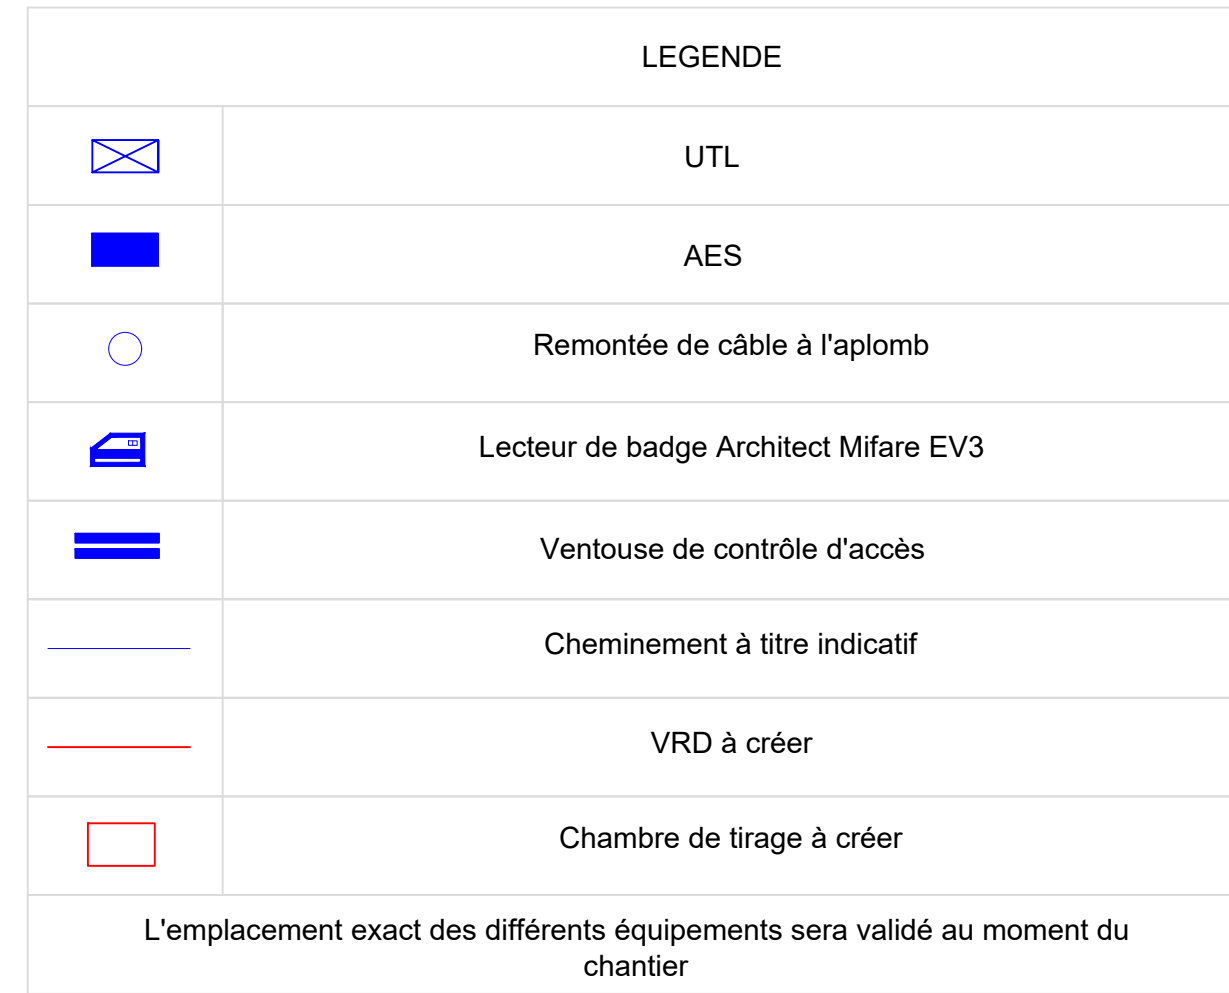 LEGENDE
UTL
AES
Remontée de câble à l'aplomb
Lecteur de badge Architect Mifare EV3
Ventouse de contrôle d'accès
Cheminement à titre indicatif
VRD à créer
Chambre de tirage à créer
L'emplacement exact des différents équipements sera validé au moment du
chantier